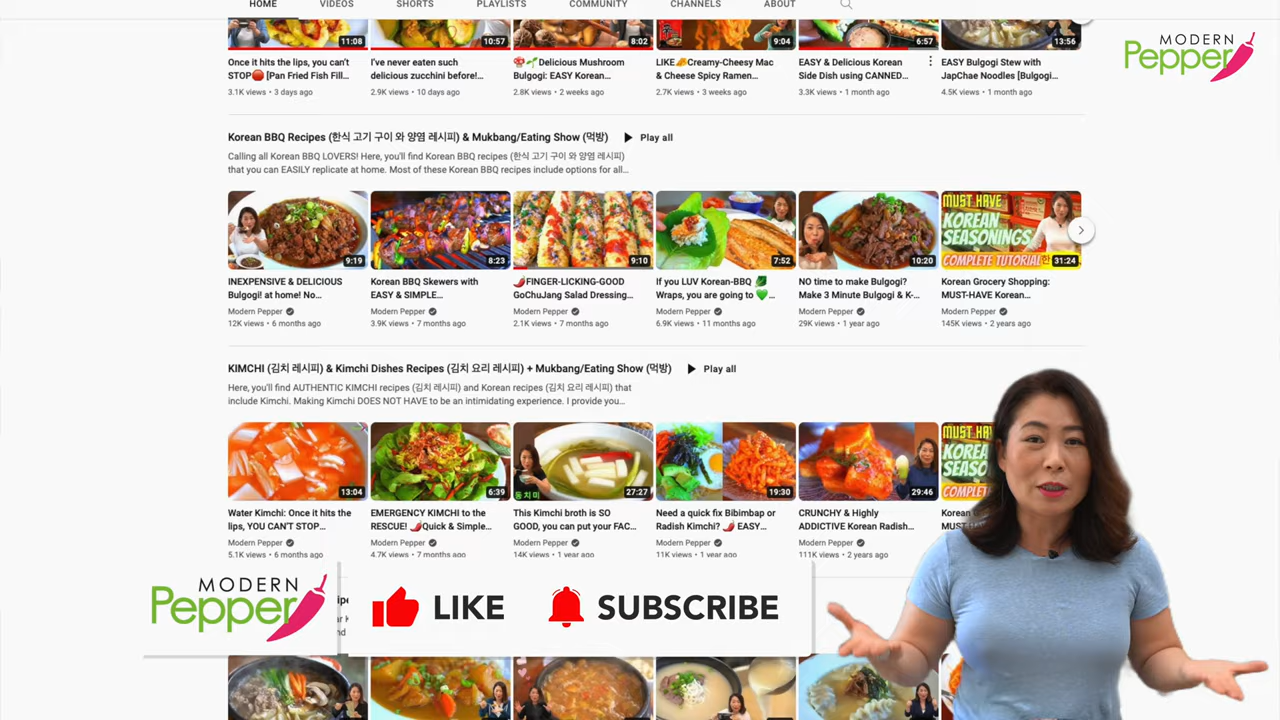 HOME VIDEOS SHORTS PLAYLISTS COMMUNITY CHANNELS ABOUT
MODERN
Pepper
11:08 10:57 8:02 9:04 6:57 13:56
Once it hits the lips, you can't
STOP🛑 [Pan Fried Fish Fill...
3.1K views • 3 days ago
I've never eaten such
delicious zucchini before!...
2.9K views • 10 days ago
🍄🌱Delicious Mushroom
Bulgogi: EASY Korean...
2.8K views • 2 weeks ago
LIKE🧀Creamy-Cheesy Mac
& Cheese Spicy Ramen...
2.7K views • 3 weeks ago
EASY & Delicious Korean
Side Dish using CANNED...
3.3K views • 1 month ago
EASY Bulgogi Stew with
JapChae Noodles [Bulgogi...
4.5K views • 1 month ago
Korean BBQ Recipes (한식 고기 구이 와 양념 레시피) & Mukbang/Eating Show (먹방) Play all
Calling all Korean BBQ LOVERS! Here, you'll find Korean BBQ recipes (한식 고기 구이 와 양염 레시피)
that you can EASILY replicate at home. Most of these Korean BBQ recipes include options for all...
MUST HAVE
KOREAN
SEASONINGS
COMPLETE TUTORIAL 한
9:19 8:23 9:10 7:52 10:20 31:24
INEXPENSIVE & DELICIOUS
Bulgogi! at home! No...
Modern Pepper
12K views • 6 months ago
Korean BBQ Skewers with
EASY & SIMPLE...
Modern Pepper
3.9K views • 7 months ago
🌶️FINGER-LICKING-GOOD
GoChuJang Salad Dressing...
Modern Pepper
2.1K views • 7 months ago
If you LUV Korean-BBQ 🥬
Wraps, you are going to 💚...
Modern Pepper
6.9K views • 11 months ago
NO time to make Bulgogi?
Make 3 Minute Bulgogi & K-...
Modern Pepper
29K views • 1 year ago
Korean Grocery Shopping:
MUST-HAVE Korean...
Modern Pepper
145K views • 2 years ago
KIMCHI (김치 레시피) & Kimchi Dishes Recipes (김치 요리 레시피) + Mukbang/Eating Show (먹방) Play all
Here, you'll find AUTHENTIC KIMCHI recipes (김치 레시피) and Korean recipes (김치 요리 레시피) that
include Kimchi. Making Kimchi DOES NOT HAVE to be an intimidating experience. I provide you...
동치미
13:04 6:39 27:27 19:30 29:46
Water Kimchi: Once it hits the
lips, YOU CAN'T STOP...
Modern Pepper
5.1K views • 6 months ago
EMERGENCY KIMCHI to the
RESCUE! 🌶️Quick & Simple...
Modern Pepper
4.7K views • 7 months ago
This Kimchi broth is SO
GOOD, you can put your FAC...
Modern Pepper
14K views • 1 year ago
Need a quick fix Bibimbap or
Radish Kimchi? 🌶️ EASY...
Modern Pepper
11K views • 1 year ago
CRUNCHY & Highly
ADDICTIVE Korean Radish...
Modern Pepper
111K views • 2 years ago
MODERN
Pepper
LIKE SUBSCRIBE